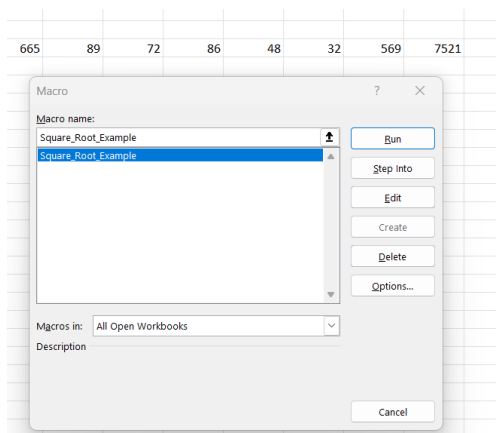 665 89 72 86 48 32 569 7521
Macro ?
Macro name:
Square_Root_Example
Run
Square_Root_Example
Step Into
Edit
Create
Delete
Options...
Macros in: All Open Workbooks
Description
Cancel